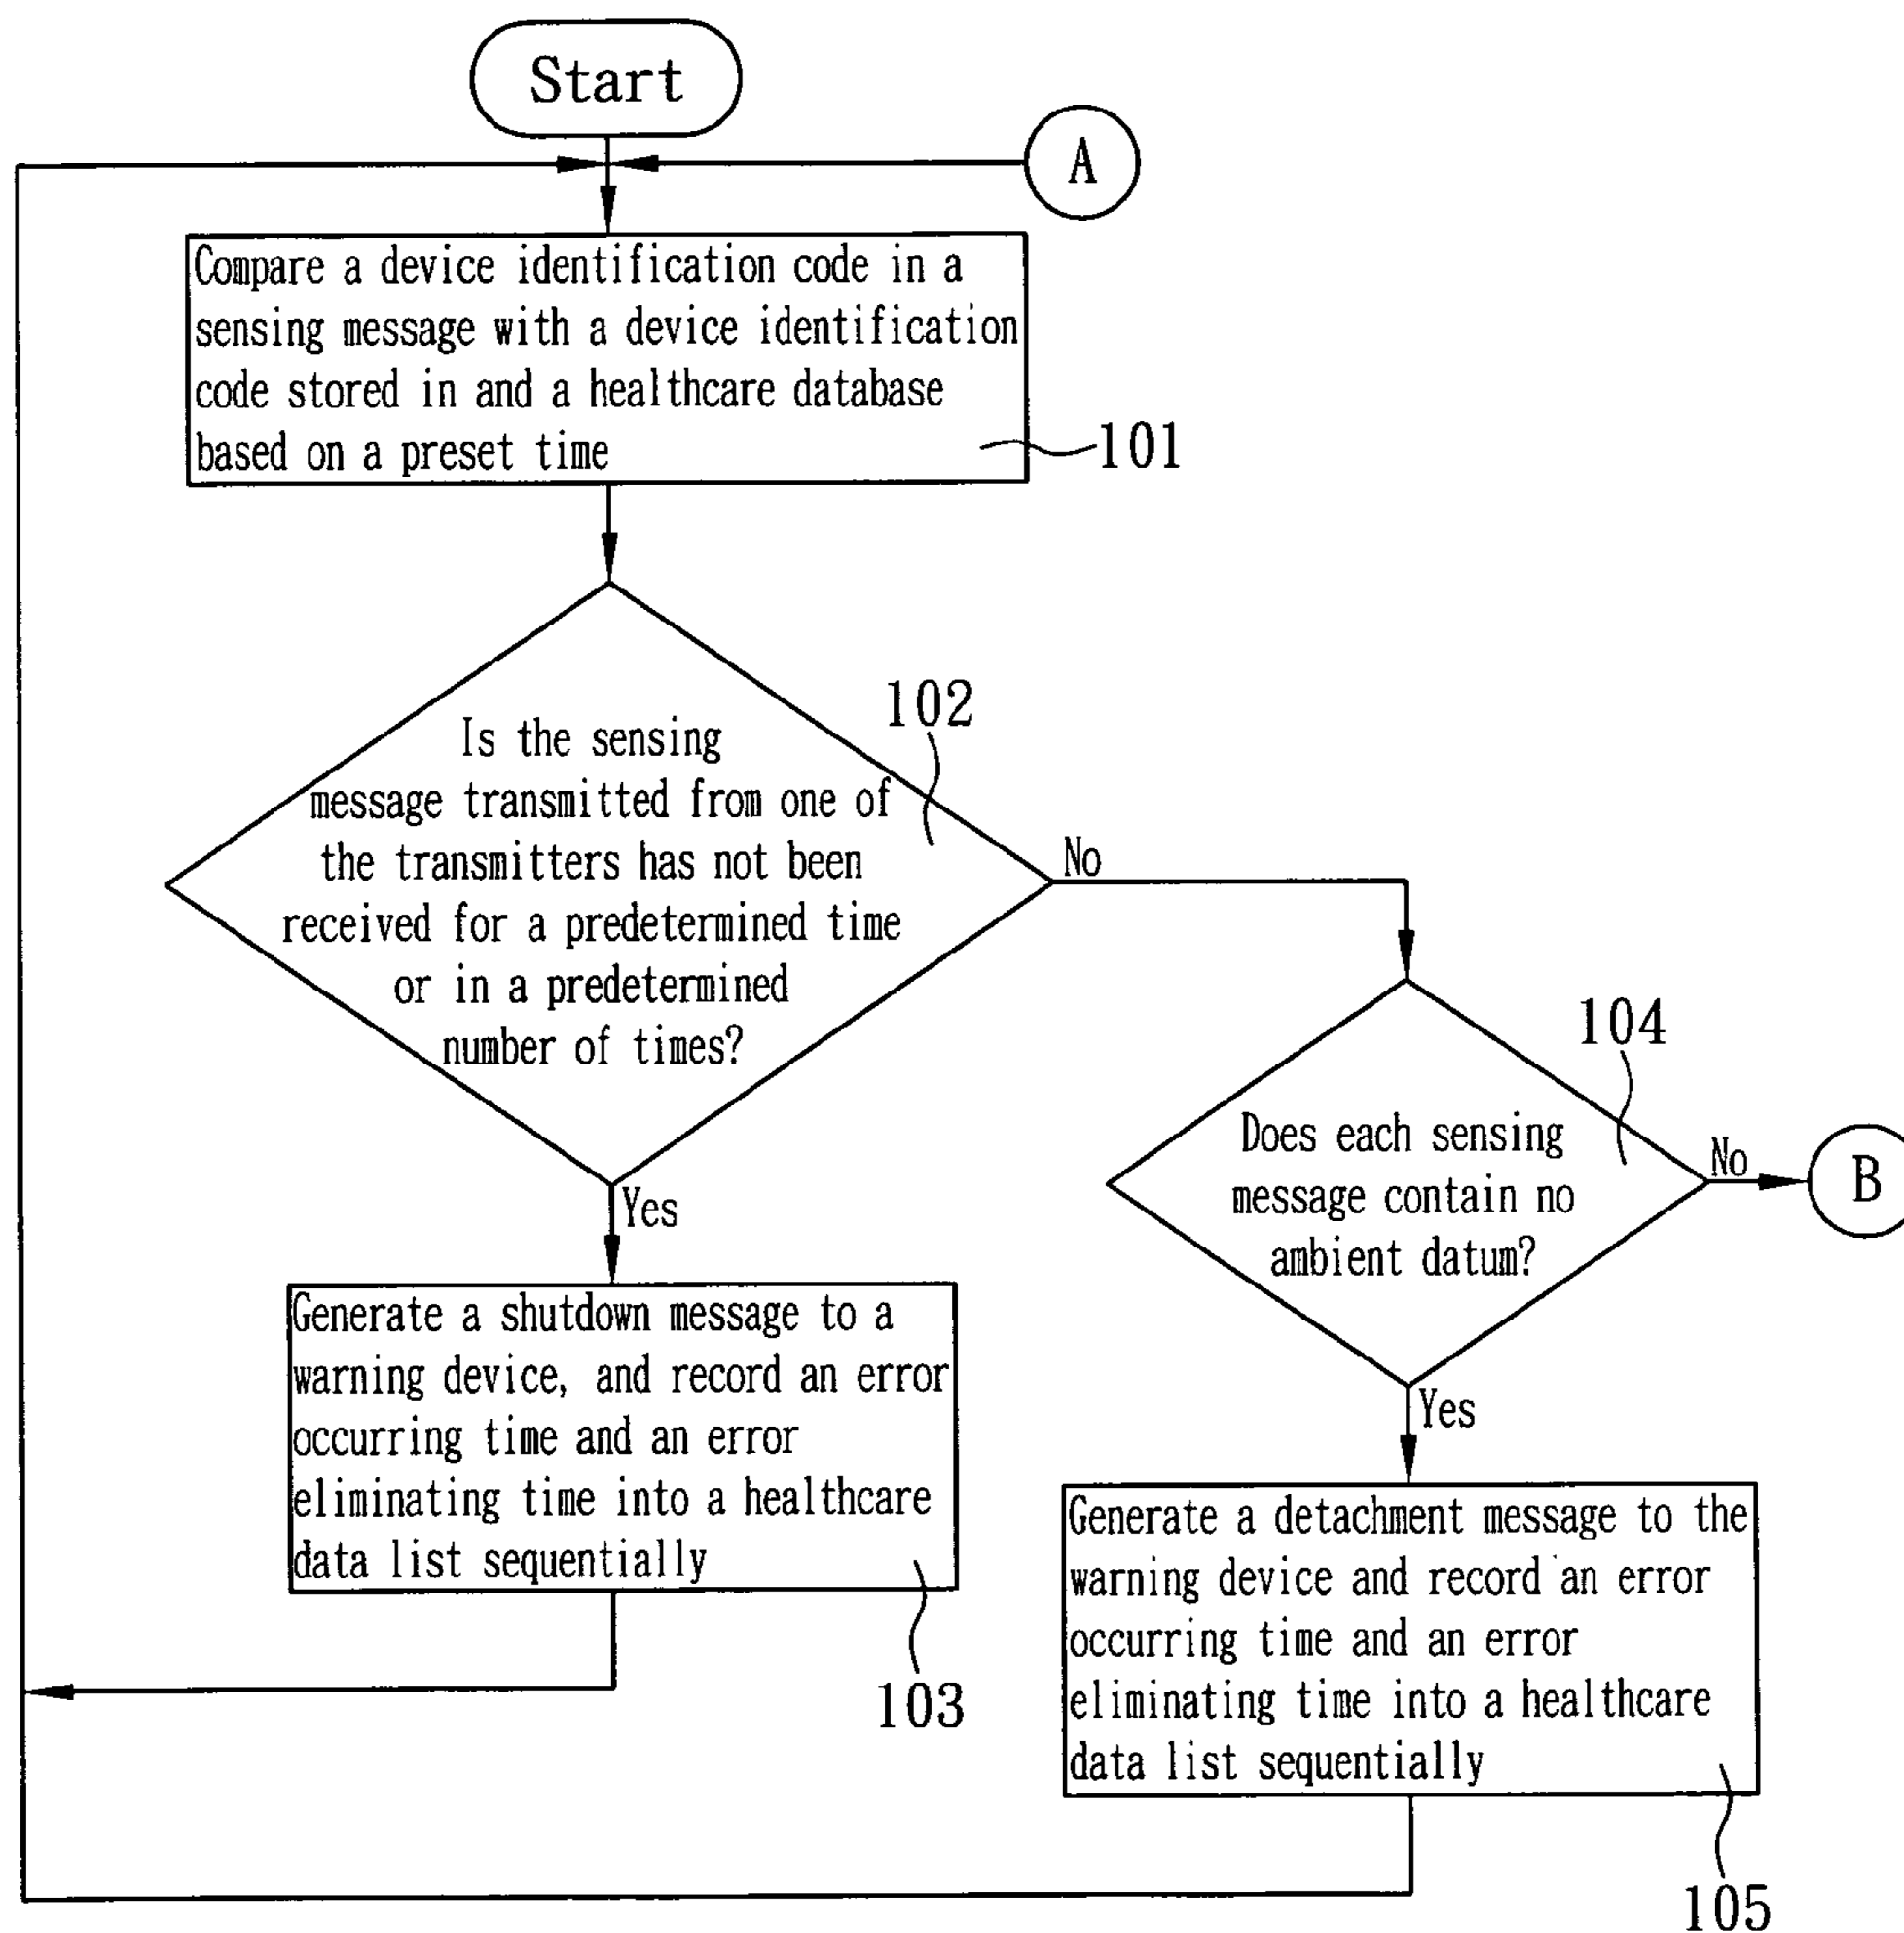 Start
A
Compare a device identification code in a
sensing message with a device identification
code stored in and a healthcare database
based on a preset time
101
102
Is the sensing
message transmitted from one of
the transmitters has not been
received for a predetermined time
or in a predetermined
number of times?
No
Yes
104
Does each sensing
message contain no
ambient datum?
No
B
Yes
Generate a shutdown message to a
warning device, and record an error
occurring time and an error
eliminating time into a healthcare
data list sequentially
103
Generate a detachment message to the
warning device and record an error
occurring time and an error
eliminating time into a healthcare
data list sequentially
105